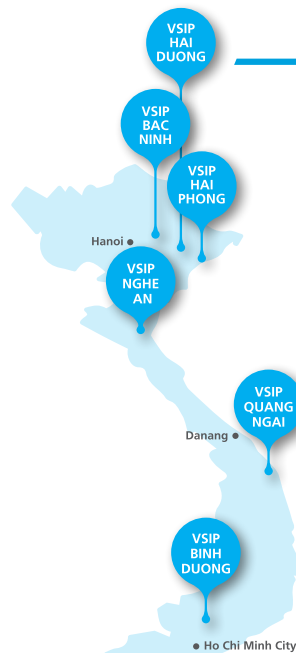 VSIP
HAI
DUONG
VSIP
BAC
NINH
VSIP
HAI
PHONG
Hanoi
VSIP
NGHE
AN
VSIP
QUANG
NGAI
Danang
VSIP
BINH
DUONG
Ho Chi Minh City